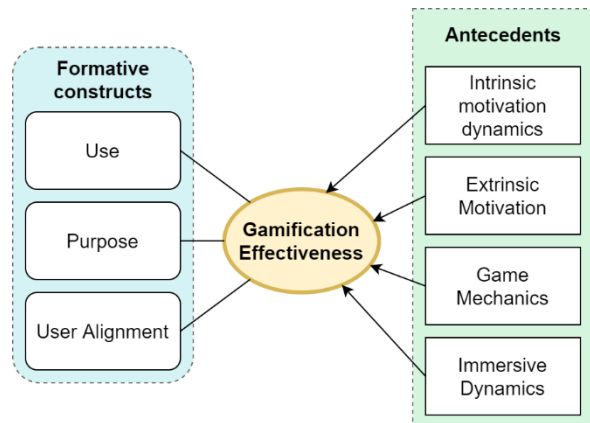 Formative
constructs
Use
Purpose
User Alignment
Gamification
Effectiveness
Antecedents
Intrinsic
motivation
dynamics
Extrinsic
Motivation
Game
Mechanics
Immersive
Dynamics